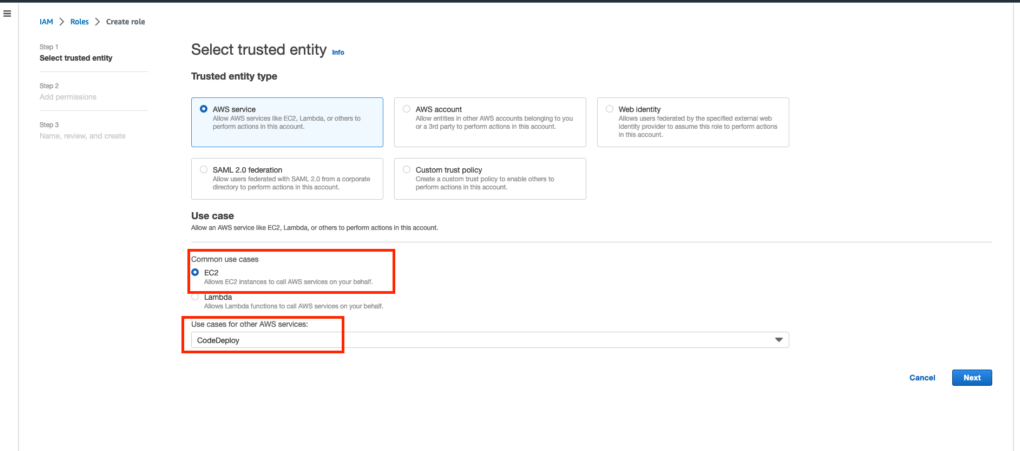 IAM > Roles > Create role
Step 1
Select trusted entity
Step 2
Add permissions
Step 3
Name, review, and create
Select trusted entity Info
Trusted entity type
AWS service
Allow AWS services like EC2, Lambda, or others to
perform actions in this account.
AWS account
Allow entities in other AWS accounts belonging to you
or a 3rd party to perform actions in this account.
Web identity
Allows users federated by the specified external web
identity provider to assume this role to perform actions
in this account.
SAML 2.0 federation
Allow users federated with SAML 2.0 from a corporate
directory to perform actions in this account.
Custom trust policy
Create a custom trust policy to enable others to
perform actions in this account.
Use case
Allow an AWS service like EC2, Lambda, or others to perform actions in this account.
Common use cases
EC2
Allows EC2 instances to call AWS services on your behalf.
Lambda
Allows Lambda functions to call AWS services on your behalf.
Use cases for other AWS services:
CodeDeploy
Cancel
Next